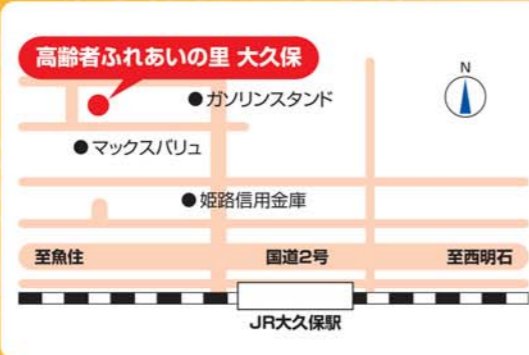 高齢者ふれあいの里 大久保
N
●ガソリンスタンド
●マックスバリュ
●姫路信用金庫
至魚住 国道2号 至西明石
JR大久保駅